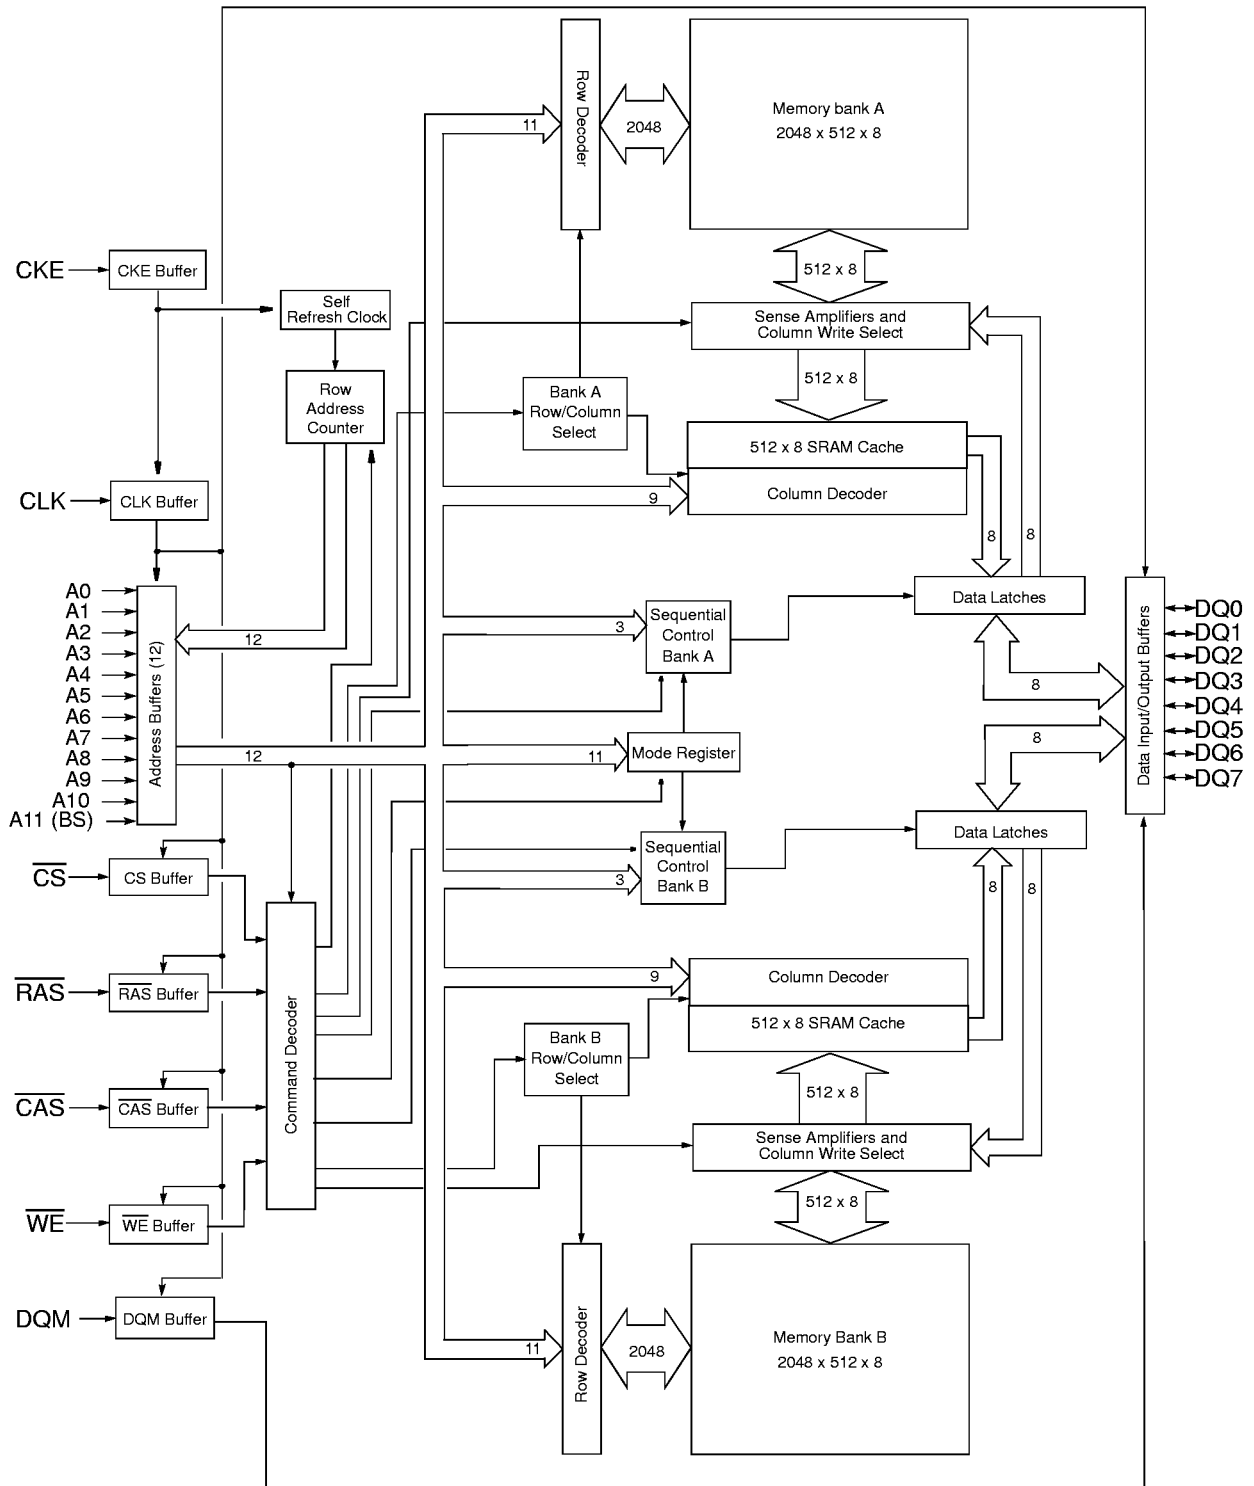 Row Decoder
2048
Memory bank A
2048 x 512 x 8
11
512 x 8
CKE
CKE Buffer
Self
Refresh Clock
Sense Amplifiers and
Column Write Select
512 x 8
Row
Address
Counter
Bank A
Row/Column
Select
512 x 8 SRAM Cache
Column Decoder
9
CLK
CLK Buffer
8
8
A0
A1
A2
A3
A4
A5
A6
A7
A8
A9
A10
A11 (BS)
Address Buffers (12)
12
12
3
Sequential
Control
Bank A
Data Latches
8
Data Input/Output Buffers
DQ0
DQ1
DQ2
DQ3
DQ4
DQ5
DQ6
DQ7
11
Mode Register
8
Sequential
Control
Bank B
3
Data Latches
8
8
C̅S̅
CS Buffer
R̅A̅S̅
R̅A̅S̅ Buffer
C̅A̅S̅
C̅A̅S̅ Buffer
W̅E̅
W̅E̅ Buffer
DQM
DQM Buffer
Command Decoder
9
Column Decoder
512 x 8 SRAM Cache
Bank B
Row/Column
Select
512 x 8
Sense Amplifiers and
Column Write Select
512 x 8
11
Row Decoder
2048
Memory Bank B
2048 x 512 x 8